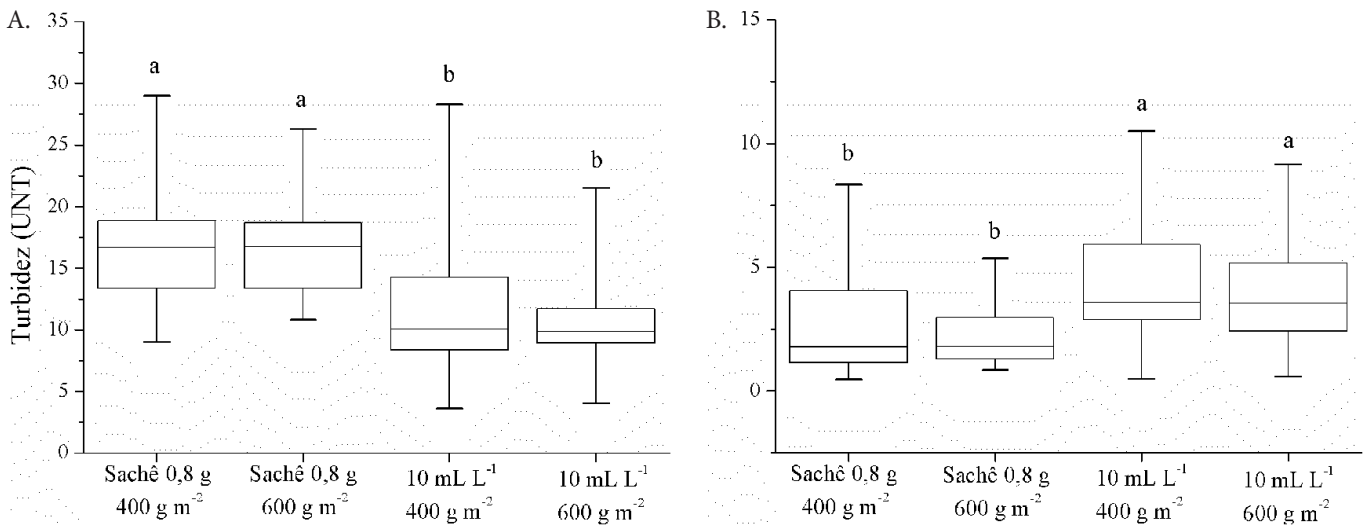 A.
Turbidez (UNT)
35
30
25
20
15
10
5
0
a
a
b
b
Sachê 0,8 g
400 g m⁻²
Sachê 0,8 g
600 g m⁻²
10 mL L⁻¹
400 g m⁻²
10 mL L⁻¹
600 g m⁻²
B.
15
10
5
0
b
b
a
a
Sachê 0,8 g
400 g m⁻²
Sachê 0,8 g
600 g m⁻²
10 mL L⁻¹
400 g m⁻²
10 mL L⁻¹
600 g m⁻²